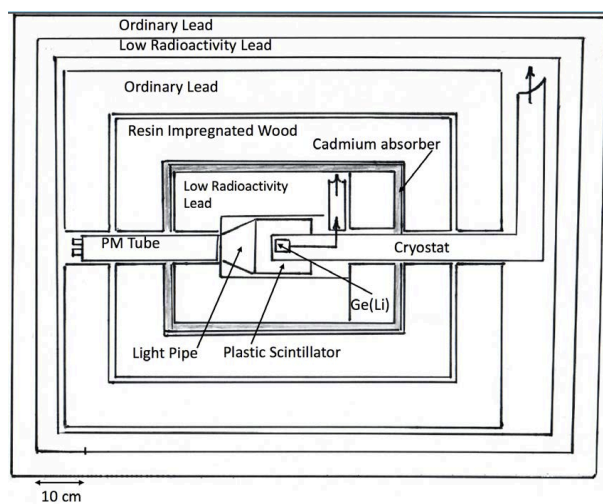 Ordinary Lead
Low Radioactivity Lead
Ordinary Lead
Resin Impregnated Wood
Cadmium absorber
Low Radioactivity
Lead
PM Tube
Cryostat
Ge(Li)
Light Pipe
Plastic Scintillator
10 cm